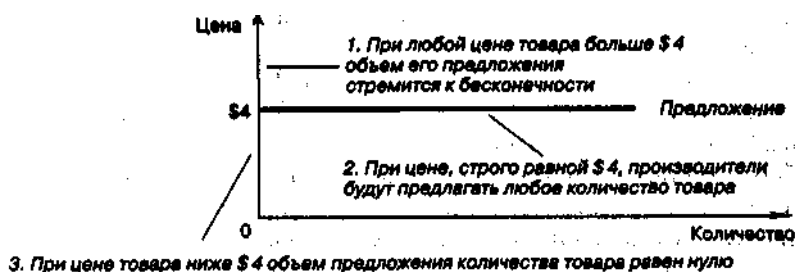 Цена
1. При любой цене товара больше $4
объем его предложения
стремится к бесконечности
$4
Предложение
2. При цене, строго равной $4, производители
будут предлагать любое количество товара
0
Количество
3. При цене товара ниже $4 объем предложения количества товара равен нулю